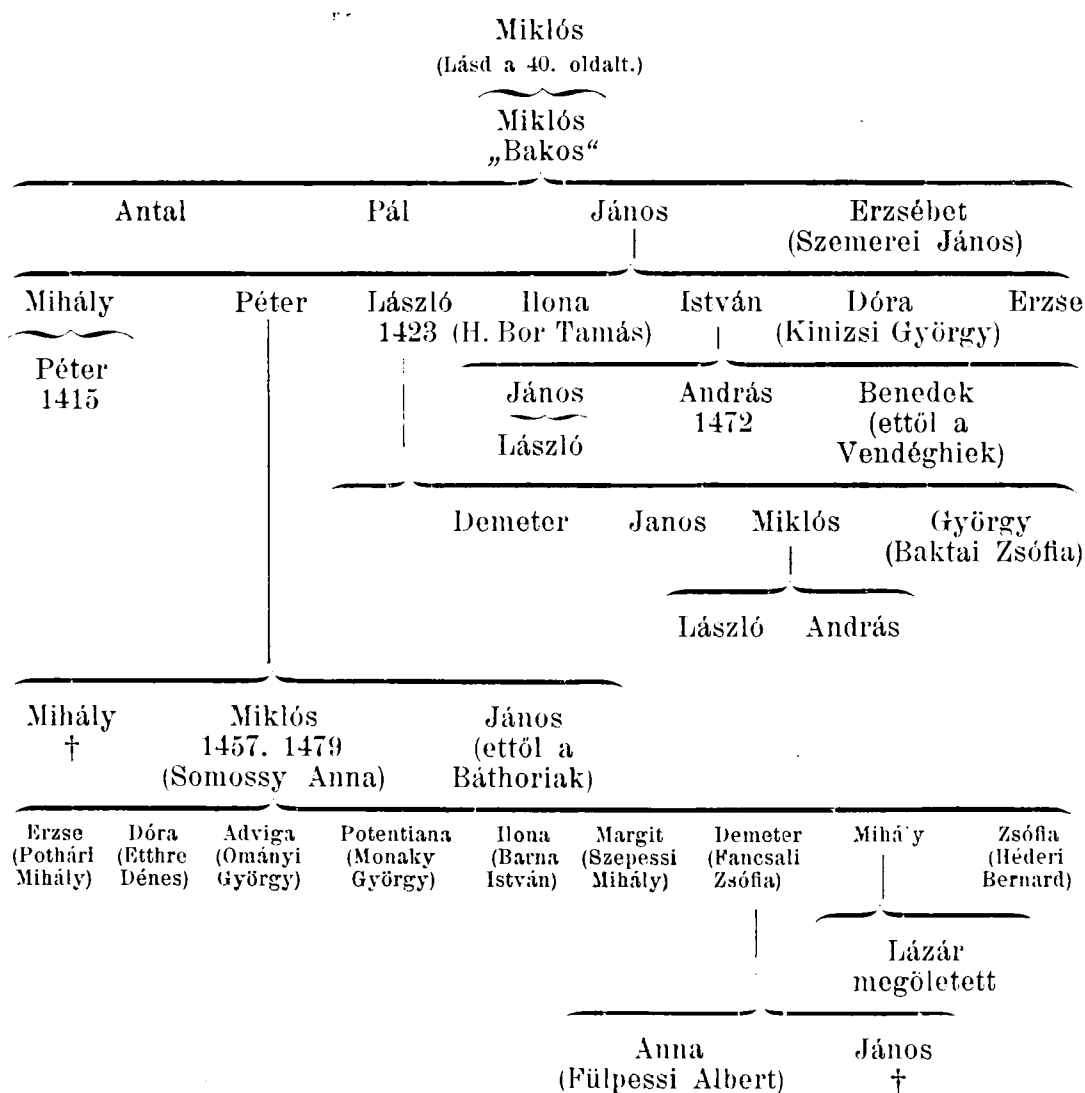 Miklós
(Lásd a 40. oldalt.)
Miklós
„Bakos“
Antal Pál János Erzsébet
(Szemerei János)
Mihály Péter László Ilona István Dóra Erzse
1423 (H. Bor Tamás) (Kinizsi György)
Péter
1415
János András Benedek
1472 (ettől a
László Vendéghiek)
Demeter Janos Miklós György
(Baktai Zsófia)
László András
Mihály Miklós János
† 1457. 1479 (ettől a
(Somossy Anna) Báthoriak)
Erzse Dóra Adviga Potentiana Ilona Margit Demeter Mihály Zsófia
(Pothárl (Etthre (Ományi (Monaky (Barna (Szepessi (Fancsali (Héderi
Mihály) Dénes) György) György) István) Mihály) Zsófia) Bernard)
Lázár
megöletett
Anna János
(Fülpessi Albert) †